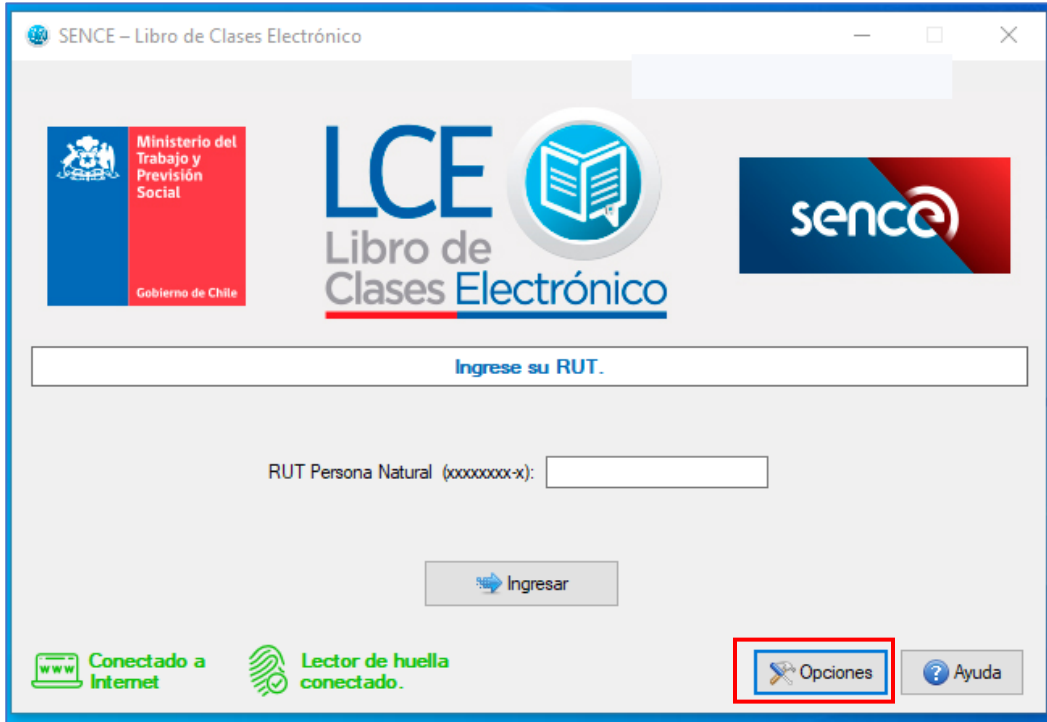 SENCE – Libro de Clases Electrónico
Ministerio del
Trabajo y
Previsión
Social
Gobierno de Chile
LCE
Libro de
Clases Electrónico
sence
Ingrese su RUT.
RUT Persona Natural (xxxxxxxx-x):
Ingresar
www
Conectado a
Internet
Lector de huella
conectado.
Opciones
Ayuda